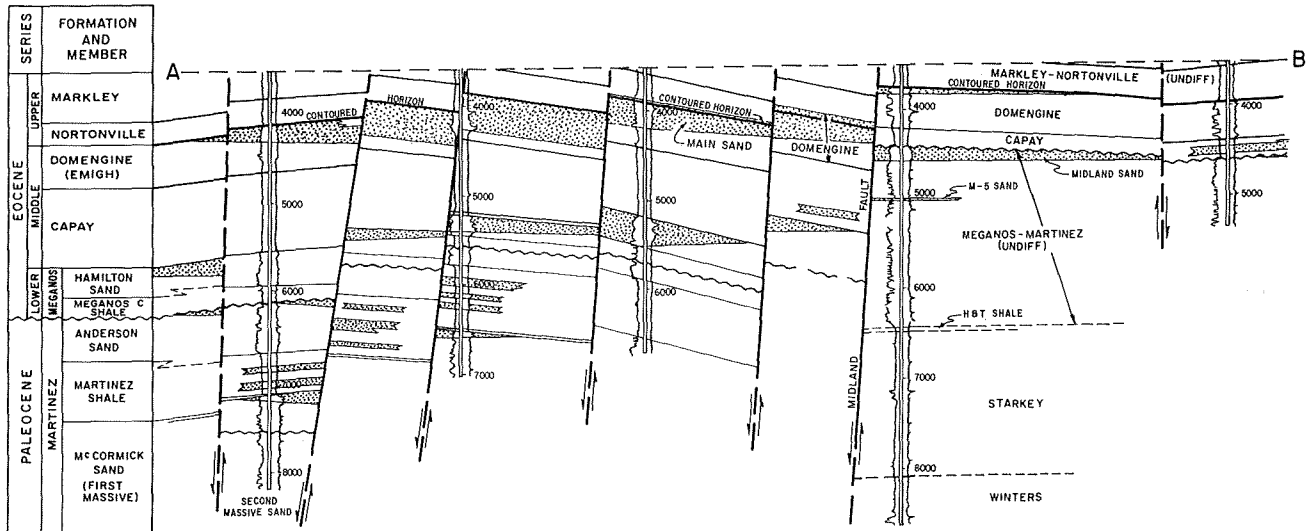 SERIES
FORMATION
AND
MEMBER
EOCENE
UPPER
MIDDLE
LOWER
PALEOCENE
MEGANOS
MARTINEZ
MARKLEY
NORTONVILLE
DOMENGINE
(EMIGH)
CAPAY
HAMILTON
SAND
MEGANOS C
SHALE
ANDERSON
SAND
MARTINEZ
SHALE
McCORMICK
SAND
(FIRST
MASSIVE)
A
B
4000
CONTOURED
HORIZON
5000
6000
7000
8000
SECOND
MASSIVE SAND
4000
5000
6000
7000
CONTOURED HORIZON
4000
MAIN SAND
5000
6000
DOMENGINE
MIDLAND
FAULT
MARKLEY-NORTONVILLE
(UNDIFF)
CONTOURED HORIZON
4000
DOMENGINE
CAPAY
MIDLAND SAND
5000
M-5 SAND
MEGANOS-MARTINEZ
(UNDIFF)
6000
H&T SHALE
7000
STARKEY
8000
WINTERS
4000
5000